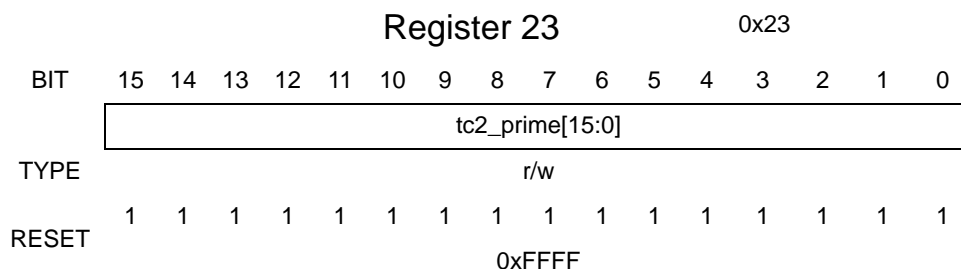 Register 23 0x23
BIT 15 14 13 12 11 10 9 8 7 6 5 4 3 2 1 0
tc2_prime[15:0]
TYPE r/w
1 1 1 1 1 1 1 1 1 1 1 1 1 1 1 1
RESET
0xFFFF